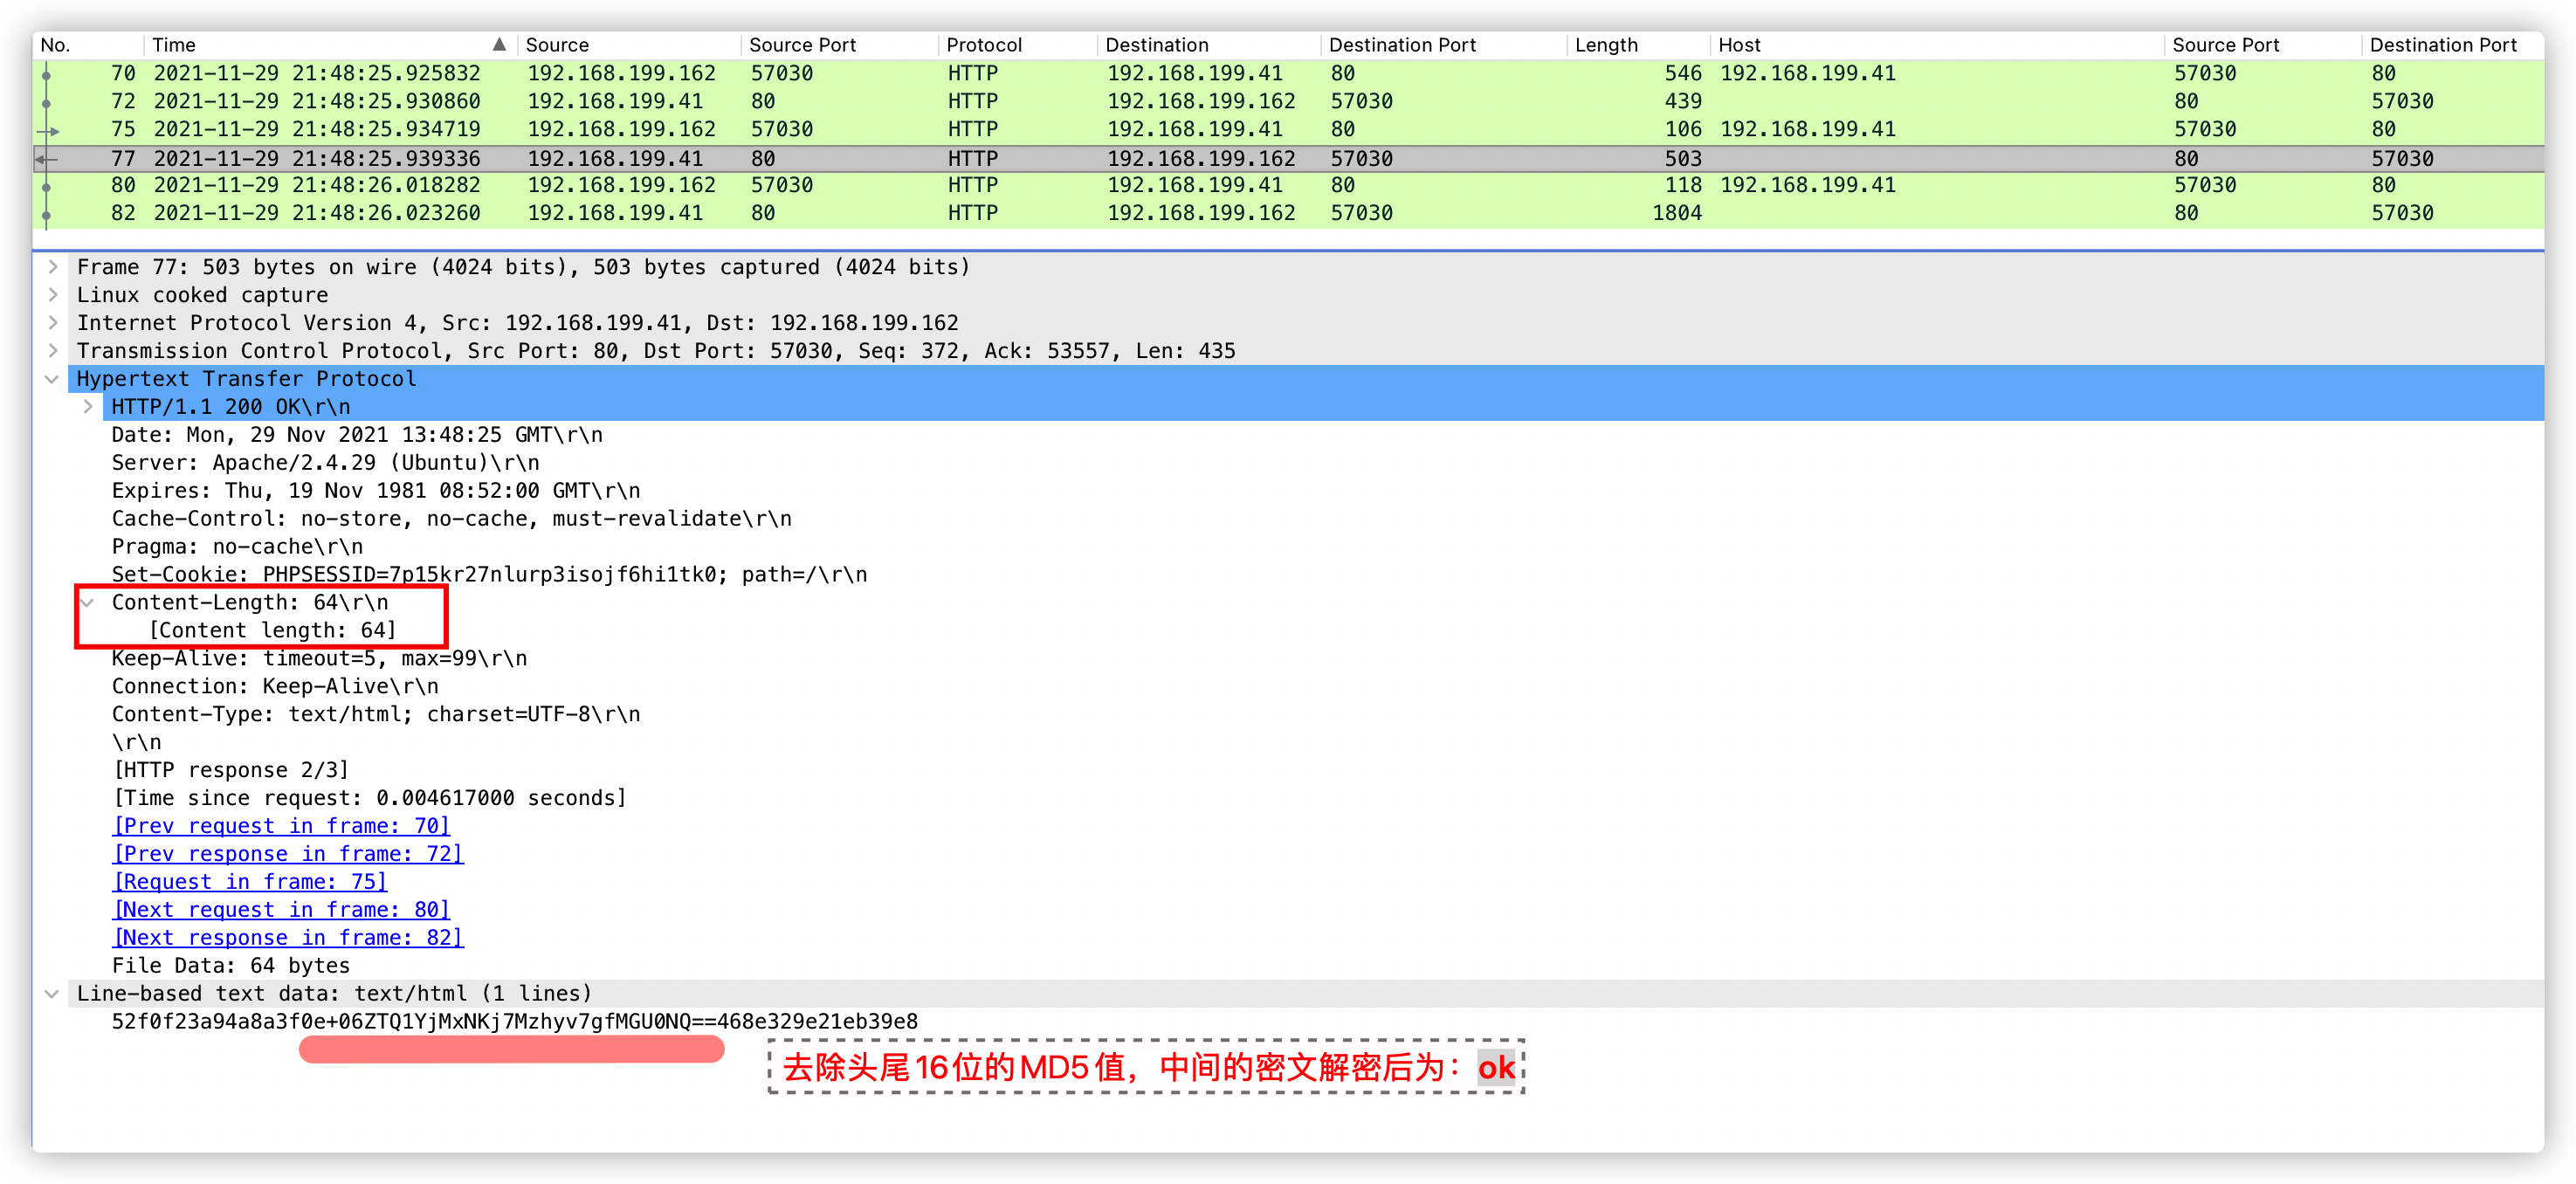 No. Time Source Source Port Protocol Destination Destination Port Length Host Source Port Destination Port
70 2021-11-29 21:48:25.925832 192.168.199.162 57030 HTTP 192.168.199.41 80 546 192.168.199.41 57030 80
72 2021-11-29 21:48:25.930860 192.168.199.41 80 HTTP 192.168.199.162 57030 439 80 57030
75 2021-11-29 21:48:25.934719 192.168.199.162 57030 HTTP 192.168.199.41 80 106 192.168.199.41 57030 80
77 2021-11-29 21:48:25.939336 192.168.199.41 80 HTTP 192.168.199.162 57030 503 80 57030
80 2021-11-29 21:48:26.018282 192.168.199.162 57030 HTTP 192.168.199.41 80 118 192.168.199.41 57030 80
82 2021-11-29 21:48:26.023260 192.168.199.41 80 HTTP 192.168.199.162 57030 1804 80 57030
Frame 77: 503 bytes on wire (4024 bits), 503 bytes captured (4024 bits)
Linux cooked capture
Internet Protocol Version 4, Src: 192.168.199.41, Dst: 192.168.199.162
Transmission Control Protocol, Src Port: 80, Dst Port: 57030, Seq: 372, Ack: 53557, Len: 435
Hypertext Transfer Protocol
HTTP/1.1 200 OK\r\n
Date: Mon, 29 Nov 2021 13:48:25 GMT\r\n
Server: Apache/2.4.29 (Ubuntu)\r\n
Expires: Thu, 19 Nov 1981 08:52:00 GMT\r\n
Cache-Control: no-store, no-cache, must-revalidate\r\n
Pragma: no-cache\r\n
Set-Cookie: PHPSESSID=7p15kr27nlurp3isojf6hi1tk0; path=/\r\n
Content-Length: 64\r\n
[Content length: 64]
Keep-Alive: timeout=5, max=99\r\n
Connection: Keep-Alive\r\n
Content-Type: text/html; charset=UTF-8\r\n
\r\n
[HTTP response 2/3]
[Time since request: 0.004617000 seconds]
[Prev request in frame: 70]
[Prev response in frame: 72]
[Request in frame: 75]
[Next request in frame: 80]
[Next response in frame: 82]
File Data: 64 bytes
Line-based text data: text/html (1 lines)
52f0f23a94a8a3f0e+06ZTQ1YjMxNKj7Mzhyv7gfMGU0NQ==468e329e21eb39e8
去除头尾16位的MD5值，中间的密文解密后为：ok